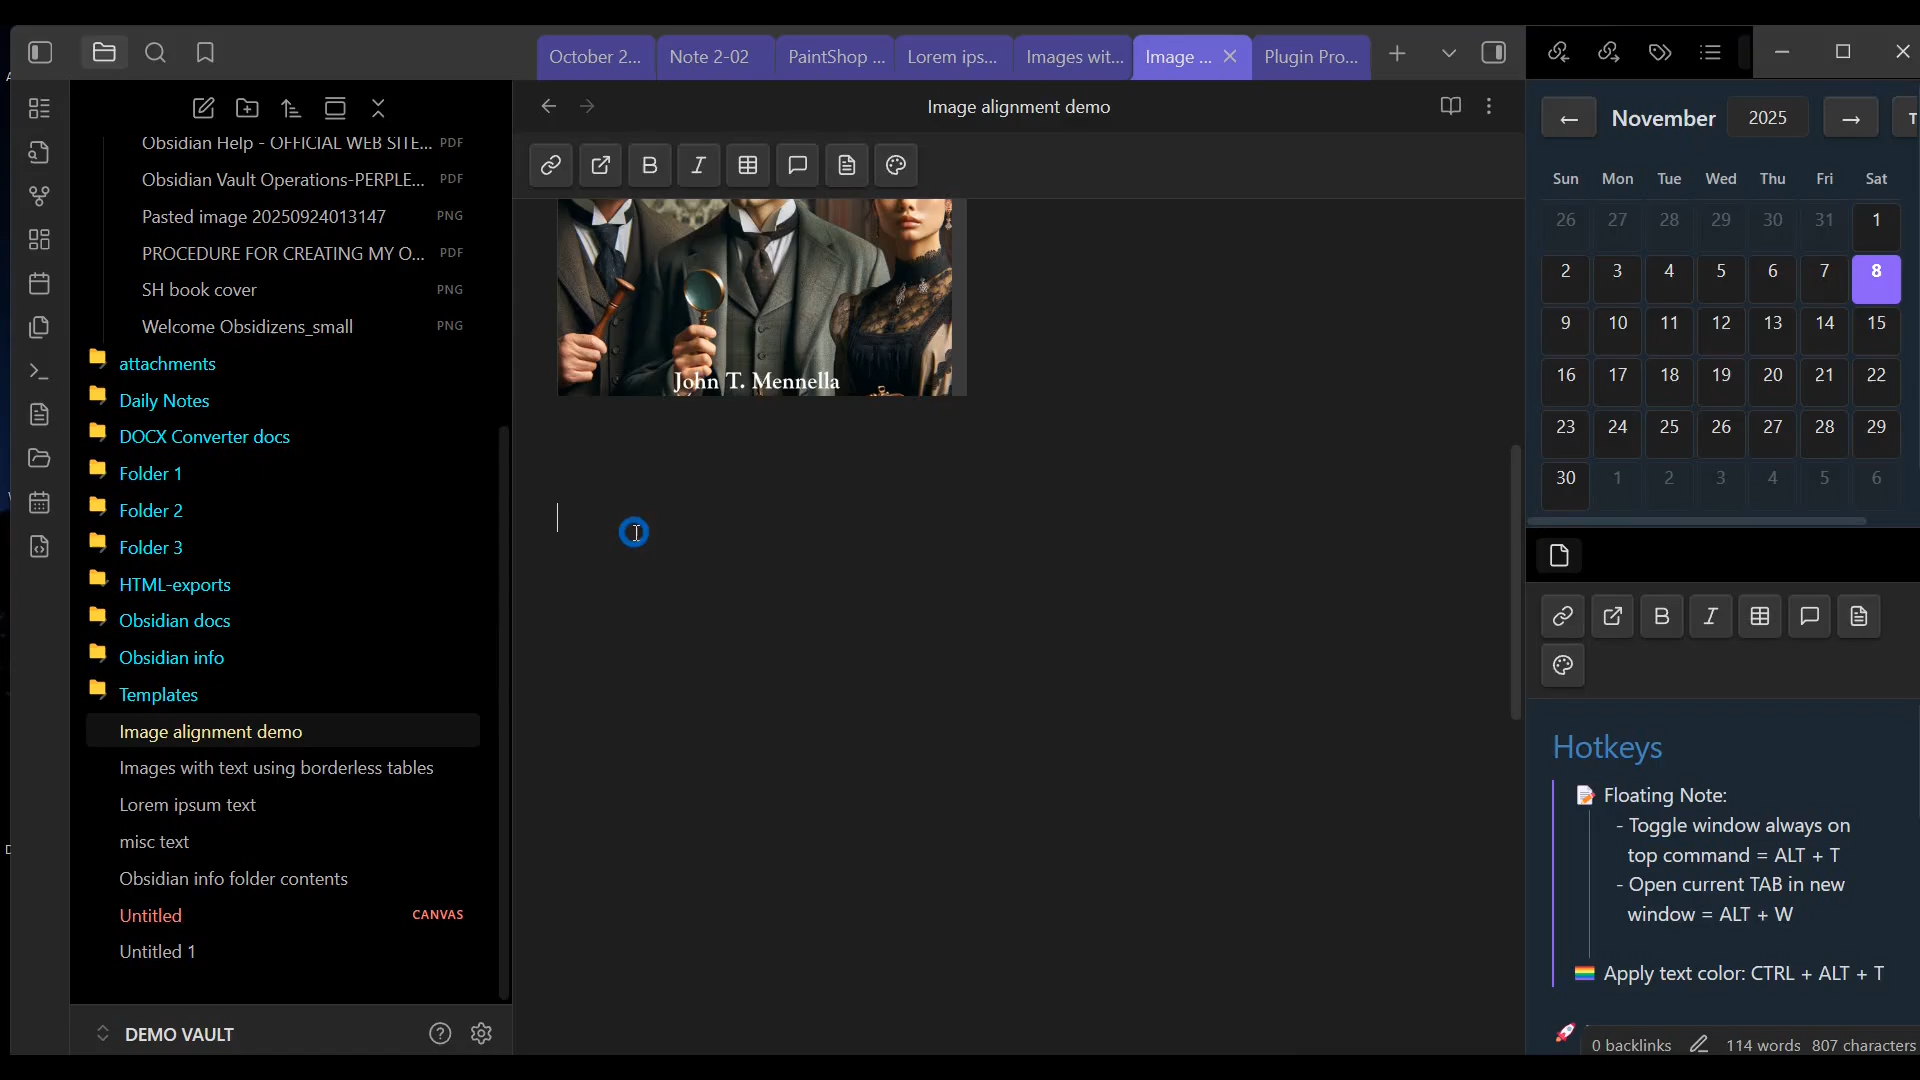 October 2...
Note 2-02
PaintShop ...
Lorem ips...
Images wit...
Image ...
Plugin Pro...
Image alignment demo
Obsidian Help - OFFICIAL WEB SITE... PDF
Obsidian Vault Operations-PERPLE... PDF
Pasted image 20250924013147 PNG
PROCEDURE FOR CREATING MY O... PDF
SH book cover PNG
Welcome Obsidizens_small PNG
attachments
Daily Notes
DOCX Converter docs
Folder 1
Folder 2
Folder 3
HTML-exports
Obsidian docs
Obsidian info
Templates
Image alignment demo
Images with text using borderless tables
Lorem ipsum text
misc text
Obsidian info folder contents
Untitled CANVAS
Untitled 1
DEMO VAULT
John T. Mennella
← November 2025 → T
Sun Mon Tue Wed Thu Fri Sat
26 27 28 29 30 31 1
2 3 4 5 6 7 8
9 10 11 12 13 14 15
16 17 18 19 20 21 22
23 24 25 26 27 28 29
30 1 2 3 4 5 6
Hotkeys
Floating Note:
- Toggle window always on
top command = ALT + T
- Open current TAB in new
window = ALT + W
Apply text color: CTRL + ALT + T
0 backlinks 114 words 807 characters